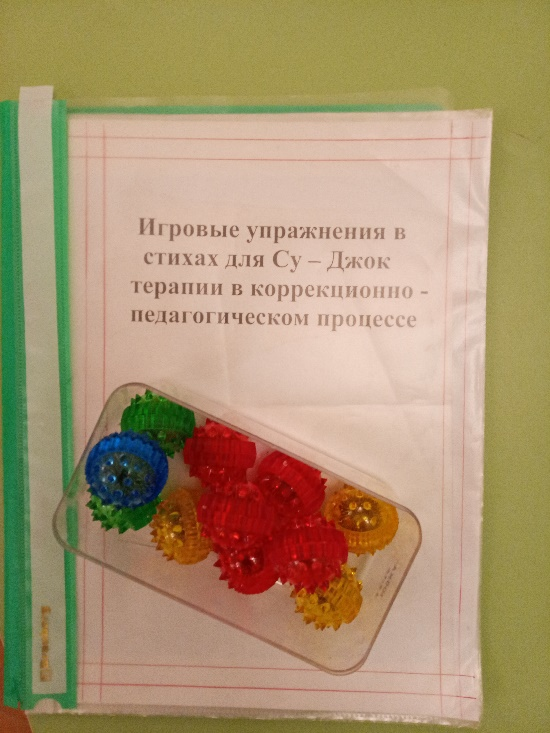 Игровые упражнения в
стихах для Су – Джок
терапии в коррекционно -
педагогическом процессе